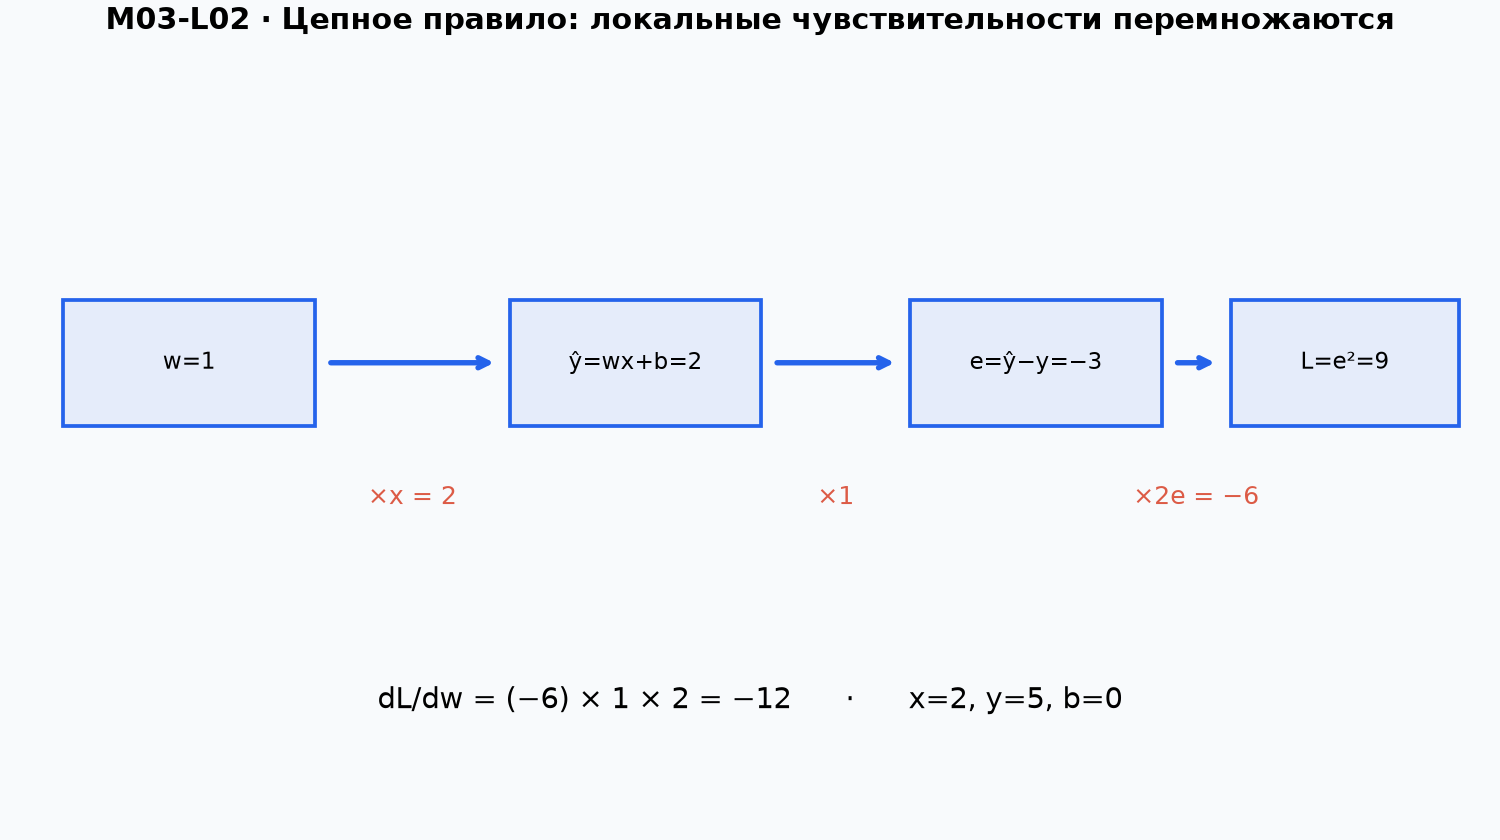 M03-L02 · Цепное правило: локальные чувствительности перемножаются
w=1
ŷ=wx+b=2
e=ŷ−y=−3
L=e²=9
×x = 2
×1
×2e = −6
dL/dw = (−6) × 1 × 2 = −12 · x=2, y=5, b=0